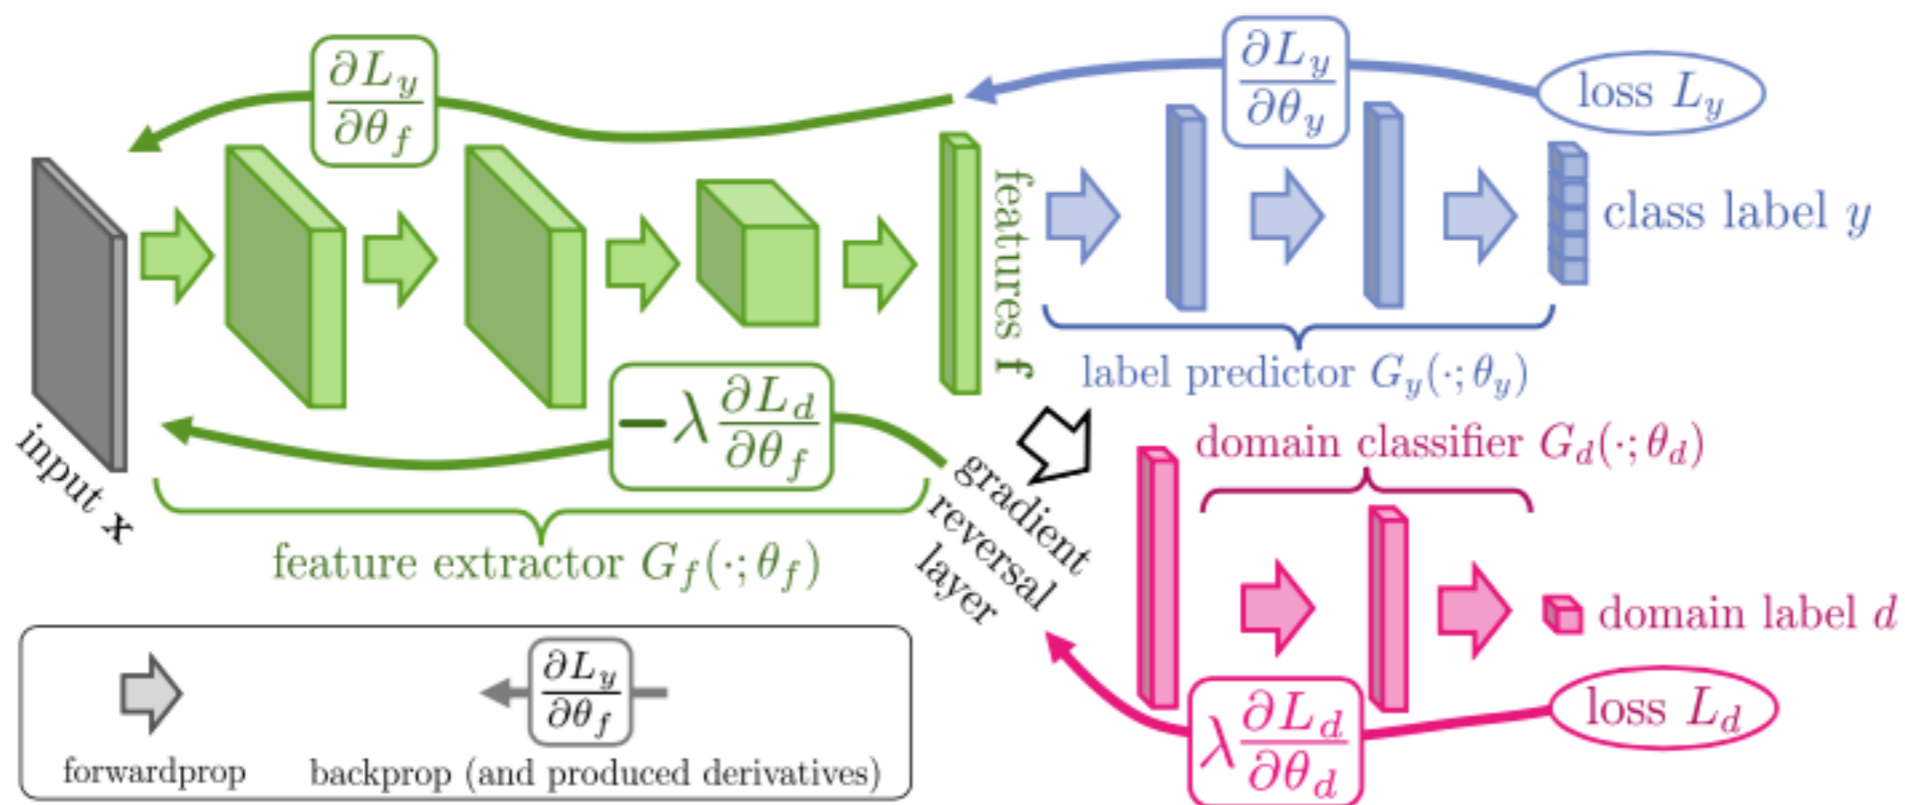 ∂L_y
∂θ_f
∂L_y
∂θ_y
loss L_y
class label y
features f
label predictor G_y(·; θ_y)
input x
−λ ∂L_d
∂θ_f
feature extractor G_f(·; θ_f)
gradient
reversal
layer
domain classifier G_d(·; θ_d)
domain label d
loss L_d
λ ∂L_d
∂θ_d
forwardprop
∂L_y
∂θ_f
backprop (and produced derivatives)